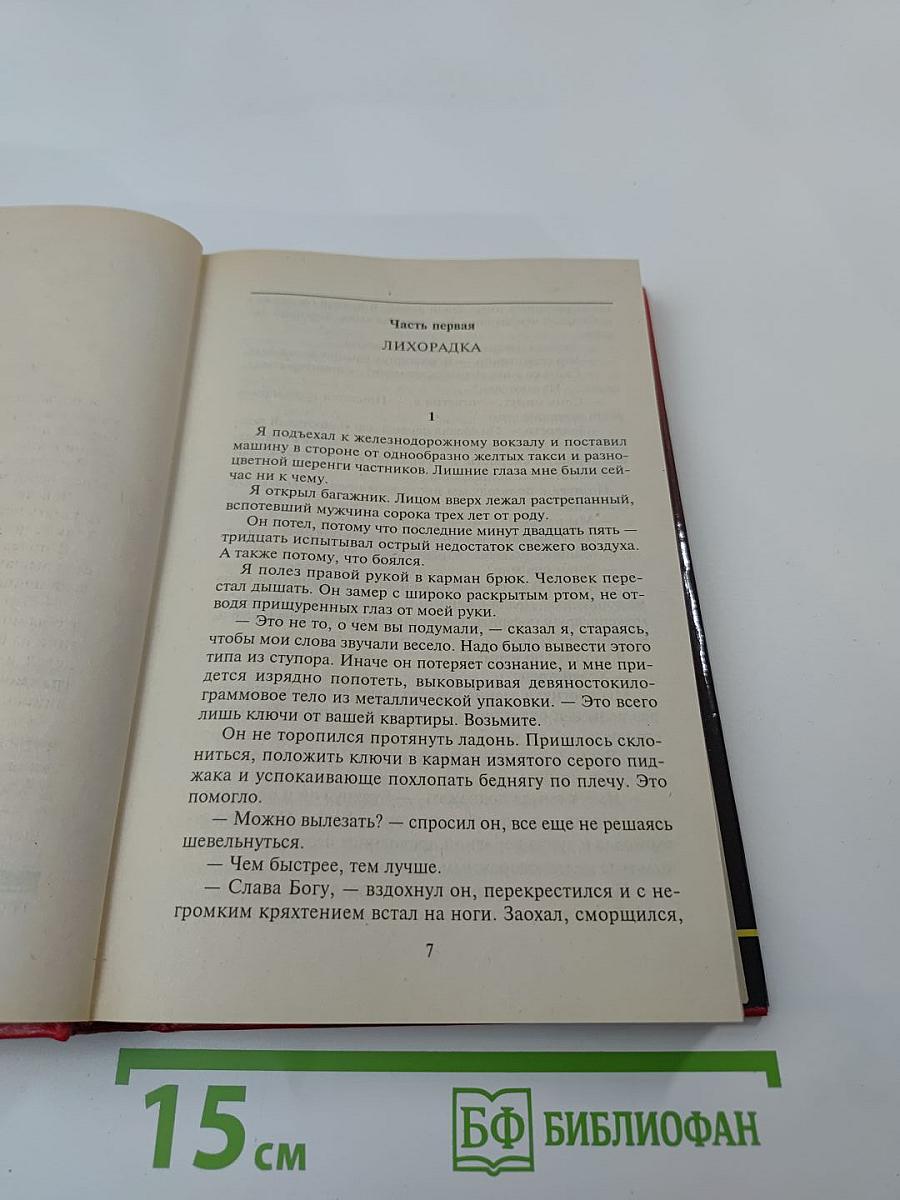 Часть первая
ЛИХОРАДКА
1
Я подъехал к железнодорожному вокзалу и поставил
машину в стороне от однообразно желтых такси и разно-
цветной шеренги частников. Лишние глаза мне были сей-
час ни к чему.
Я открыл багажник. Лицом вверх лежал растрепанный,
вспотевший мужчина сорока трех лет от роду.
Он потел, потому что последние минут двадцать пять —
тридцать испытывал острый недостаток свежего воздуха.
А также потому, что боялся.
Я полез правой рукой в карман брюк. Человек пере-
стал дышать. Он замер с широко раскрытым ртом, не от-
водя прищуренных глаз от моей руки.
— Это не то, о чем вы подумали, — сказал я, стараясь,
чтобы мои слова звучали весело. Надо было вывести этого
типа из ступора. Иначе он потеряет сознание, и мне при-
дется изрядно попотеть, выковыривая девяностокило-
граммовое тело из металлической упаковки. — Это всего
лишь ключи от вашей квартиры. Возьмите.
Он не торопился протянуть ладонь. Пришлось скло-
ниться, положить ключи в карман измятого серого пид-
жака и успокаивающе похлопать беднягу по плечу. Это
помогло.
— Можно вылезать? — спросил он, все еще не решаясь
шевельнуться.
— Чем быстрее, тем лучше.
— Слава Богу, — вздохнул он, перекрестился и с не-
громким кряхтением встал на ноги. Заохал, сморщился,
7
15 см
БФ БИБЛИОФАН